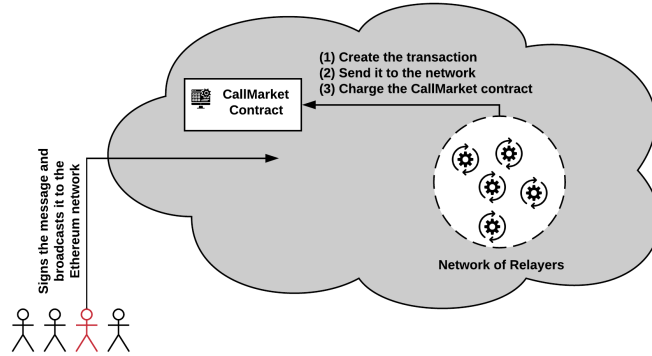 (1) Create the transaction
(2) Send it to the network
(3) Charge the CallMarket contract
CallMarket
Contract
Signs the message and
broadcasts it to the
Ethereum network
Network of Relayers